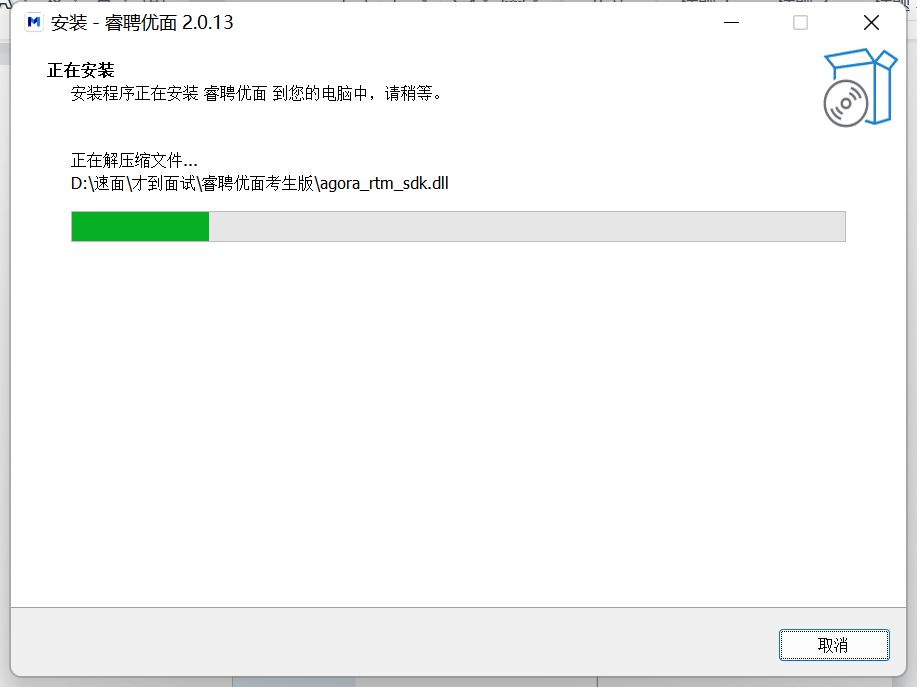 安装 - 睿聘优面 2.0.13
正在安装
安装程序正在安装 睿聘优面 到您的电脑中，请稍等。
正在解压缩文件...
D:\速面\才到面试\睿聘优面考生版\agora_rtm_sdk.dll
取消